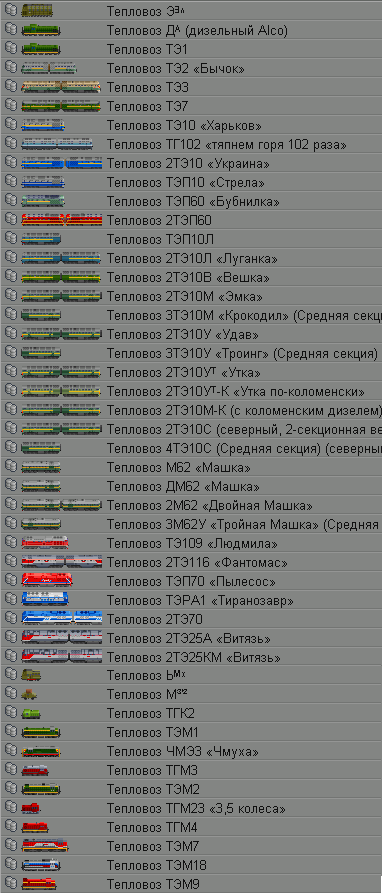 Тепловоз Ээл
Тепловоз Дᴬ (дизельный Alco)
Тепловоз ТЭ1
Тепловоз ТЭ2 «Бычок»
Тепловоз ТЭ3
Тепловоз ТЭ7
Тепловоз ТЭ10 «Харьков»
Тепловоз ТГ102 «тяпнем горя 102 раза»
Тепловоз 2ТЭ10 «Украина»
Тепловоз ТЭП10 «Стрела»
Тепловоз ТЭП60 «Бубнилка»
Тепловоз 2ТЭП60
Тепловоз ТЭП10Л
Тепловоз 2ТЭ10Л «Луганка»
Тепловоз 2ТЭ10В «Вешка»
Тепловоз 2ТЭ10М «Эмка»
Тепловоз 3ТЭ10М «Крокодил» (Средняя секц
Тепловоз 2ТЭ10У «Удав»
Тепловоз 3ТЭ10У «Троинг» (Средняя секция)
Тепловоз 2ТЭ10Уᵀ «Утка»
Тепловоз 2ТЭ10Уᵀ-К «Утка по-коломенски»
Тепловоз 2ТЭ10М-К (с коломенским дизелем)
Тепловоз 2ТЭ10С (северный, 2-секционная ве
Тепловоз 4ТЭ10С (Средняя секция) (северны
Тепловоз М62 «Машка»
Тепловоз ДМ62 «Машка»
Тепловоз 2М62 «Двойная Машка»
Тепловоз 3М62У «Тройная Машка» (Средняя
Тепловоз ТЭ109 «Людмила»
Тепловоз 2ТЭ116 «Фантомас»
Тепловоз ТЭП70 «Пылесос»
Тепловоз ТЭРА1 «Тиранозавр»
Тепловоз 2ТЭ70
Тепловоз 2ТЭ25А «Витязь»
Тепловоз 2ТЭ25КМ «Витязь»
Тепловоз
Тепловоз
Тепловоз ТГК2
Тепловоз ТЭМ1
Тепловоз ЧМЭ3 «Чмуха»
Тепловоз ТГМ3
Тепловоз ТЭМ2
Тепловоз ТГМ23 «3,5 колеса»
Тепловоз ТГМ4
Тепловоз ТЭМ7
Тепловоз ТЭМ18
Тепловоз ТЭМ9